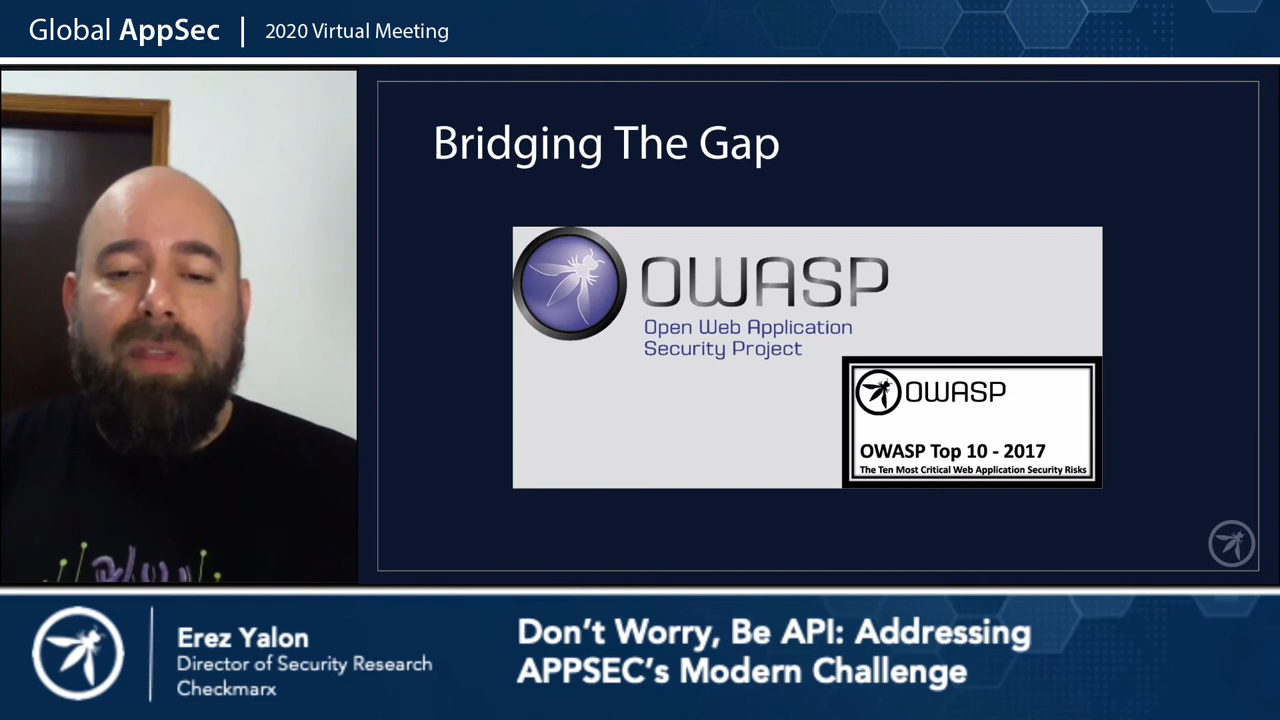 Global AppSec | 2020 Virtual Meeting
Bridging The Gap
OWASP
Open Web Application
Security Project
OWASP
OWASP Top 10 - 2017
The Ten Most Critical Web Application Security Risks
Erez Yalon
Director of Security Research
Checkmarx
Don't Worry, Be API: Addressing
APPSEC's Modern Challenge